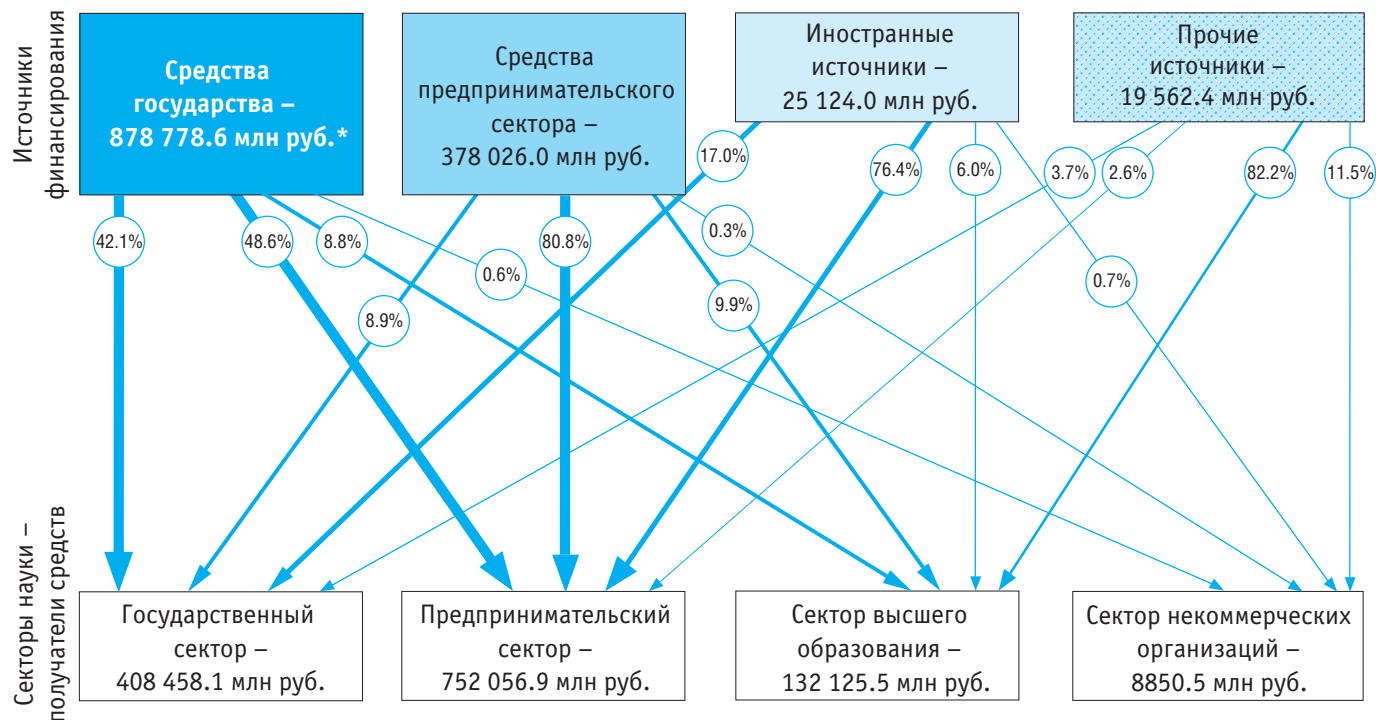 Источники
финансирования
Средства
государства –
878 778.6 млн руб.*
Средства
предпринимательского
сектора –
378 026.0 млн руб.
Иностранные
источники –
25 124.0 млн руб.
Прочие
источники –
19 562.4 млн руб.
17.0%
76.4%
6.0%
3.7%
2.6%
82.2%
11.5%
42.1%
48.6%
8.8%
80.8%
0.3%
0.6%
0.7%
8.9%
9.9%
Секторы науки –
получатели средств
Государственный
сектор –
408 458.1 млн руб.
Предпринимательский
сектор –
752 056.9 млн руб.
Сектор высшего
образования –
132 125.5 млн руб.
Сектор некоммерческих
организаций –
8850.5 млн руб.